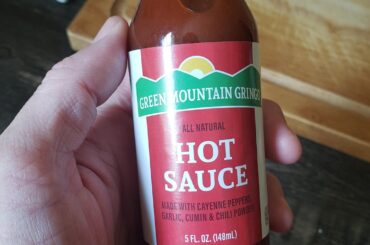 GREEN MOUNTAIN GRINGO
ALL NATURAL
HOT
SAUCE
MADE WITH CAYENNE PEPPERS,
GARLIC, CUMIN & CHILI POWDER
5 FL. OZ. (148mL)